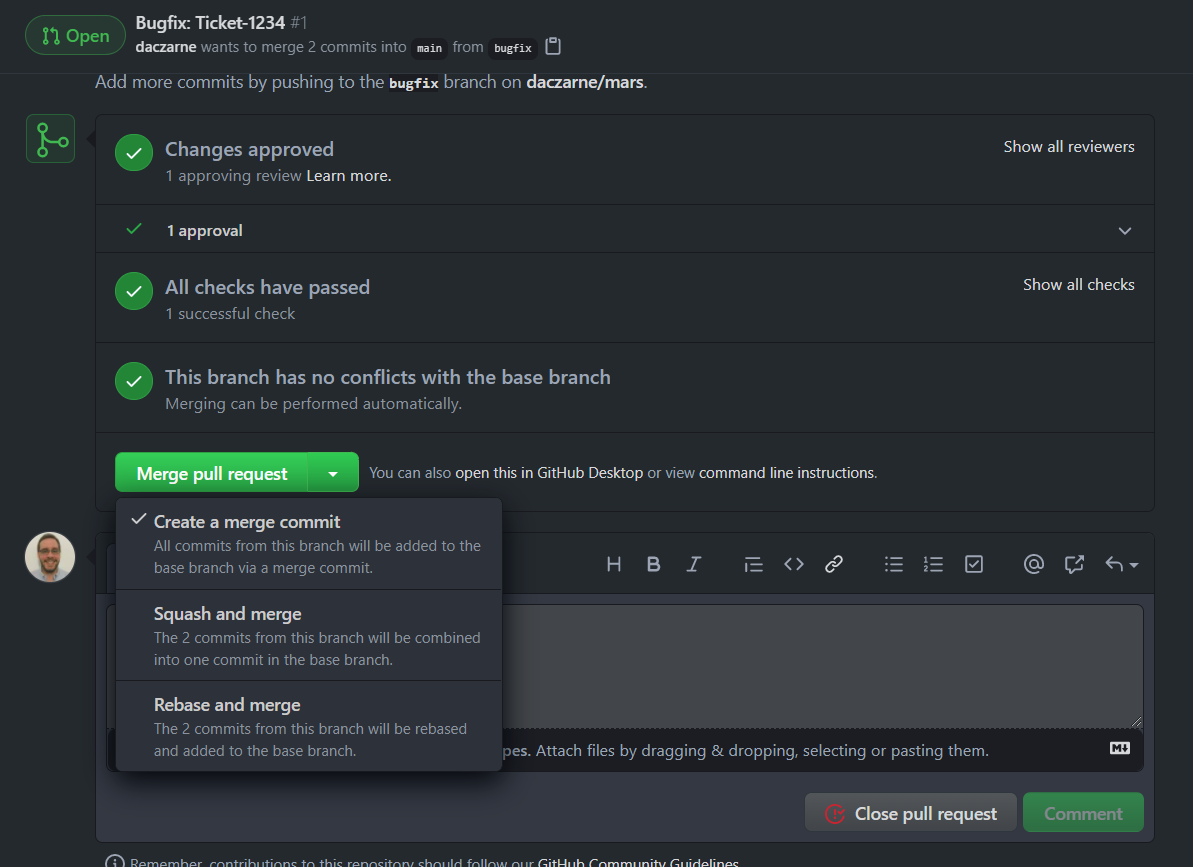 Open
Bugfix: Ticket-1234 #1
daczarne wants to merge 2 commits into main from bugfix
Add more commits by pushing to the bugfix branch on daczarne/mars.
Changes approved
Show all reviewers
1 approving review Learn more.
1 approval
All checks have passed
Show all checks
1 successful check
This branch has no conflicts with the base branch
Merging can be performed automatically.
Merge pull request
You can also open this in GitHub Desktop or view command line instructions.
Create a merge commit
All commits from this branch will be added to the
base branch via a merge commit.
Squash and merge
The 2 commits from this branch will be combined
into one commit in the base branch.
Rebase and merge
The 2 commits from this branch will be rebased
and added to the base branch.
H B I
pes. Attach files by dragging & dropping, selecting or pasting them.
M
Close pull request
Comment
Remember, contributions to this repository should follow our GitHub Community Guidelines.